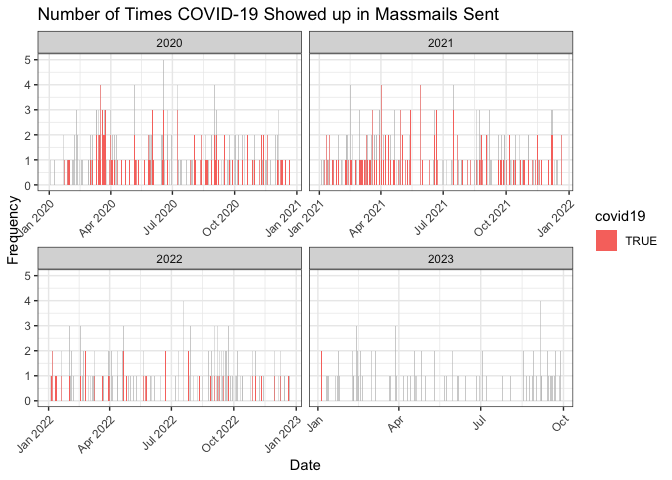 Number of Times COVID-19 Showed up in Massmails Sent
2020
2021
5
4
3
2
1
0
Jan 2020
Apr 2020
Jul 2020
Oct 2020
Jan 2021
Jan 2021
Apr 2021
Jul 2021
Oct 2021
Jan 2022
Frequency
covid19
TRUE
2022
2023
5
4
3
2
1
0
Jan 2022
Apr 2022
Jul 2022
Oct 2022
Jan 2023
Jan
Apr
Jul
Oct
Date